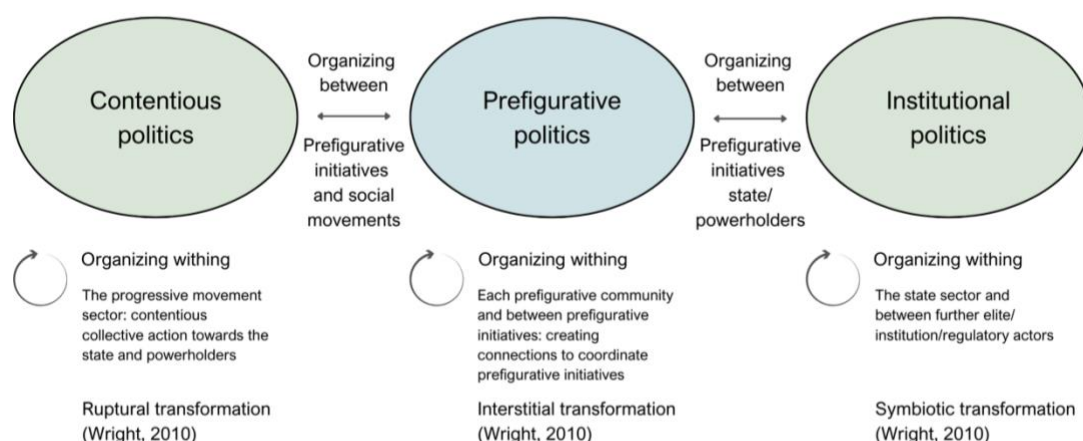 Contentious
politics
Organizing
between
Prefigurative
initiatives
and social
movements
Prefigurative
politics
Organizing
between
Prefigurative
initiatives
state/
powerholders
Institutional
politics
Organizing withing
The progressive movement
sector: contentious
collective action towards the
state and powerholders
Ruptural transformation
(Wright, 2010)
Organizing withing
Each prefigurative community
and between prefigurative
initiatives: creating
connections to coordinate
prefigurative initiatives
Interstitial transformation
(Wright, 2010)
Organizing withing
The state sector and
between further elite/
institution/regulatory actors
Symbiotic transformation
(Wright, 2010)